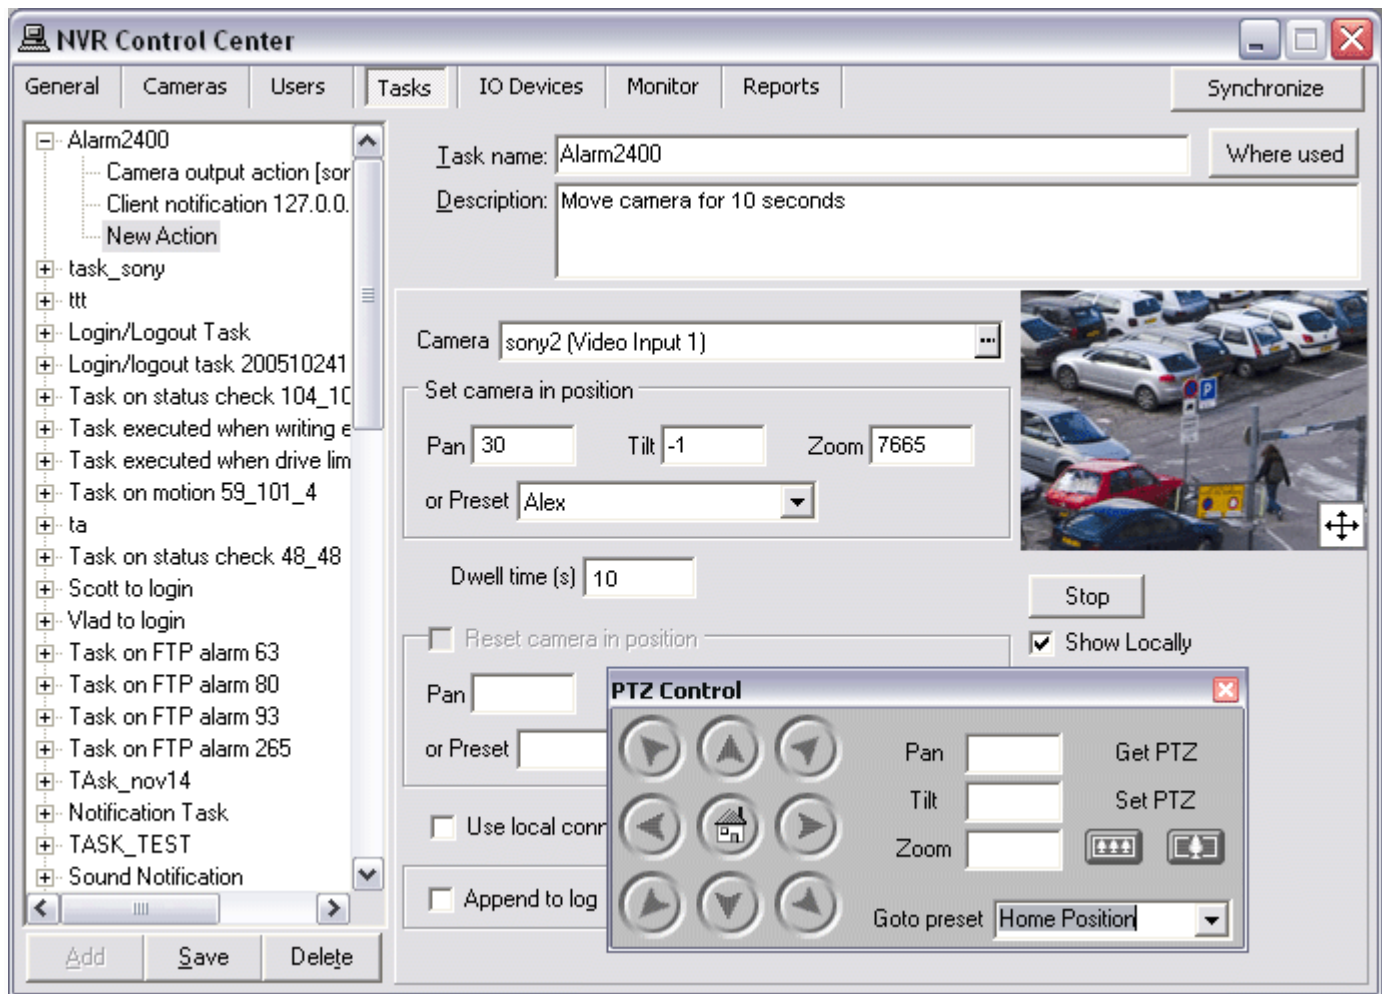 NVR Control Center
General Cameras Users Tasks IO Devices Monitor Reports Synchronize
Alarm2400
Camera output action [sor
Client notification 127.0.0.
New Action
task_sony
ttt
Login/Logout Task
Login/logout task 200510241
Task on status check 104_10
Task executed when writing e
Task executed when drive lim
Task on motion 59_101_4
ta
Task on status check 48_48
Scott to login
Vlad to login
Task on FTP alarm 63
Task on FTP alarm 80
Task on FTP alarm 93
Task on FTP alarm 265
TAsk_nov14
Notification Task
TASK_TEST
Sound Notification
Add Save Delete
Task name: Alarm2400 Where used
Description: Move camera for 10 seconds
Camera sony2 (Video Input 1) ...
Set camera in position
Pan 30 Tilt -1 Zoom 7665
or Preset Alex
Dwell time (s) 10
P
Stop
Show Locally
Reset camera in position
Pan
or Preset
Use local conr
Append to log
PTZ Control
Pan Get PTZ
Tilt Set PTZ
Zoom
Goto preset Home Position